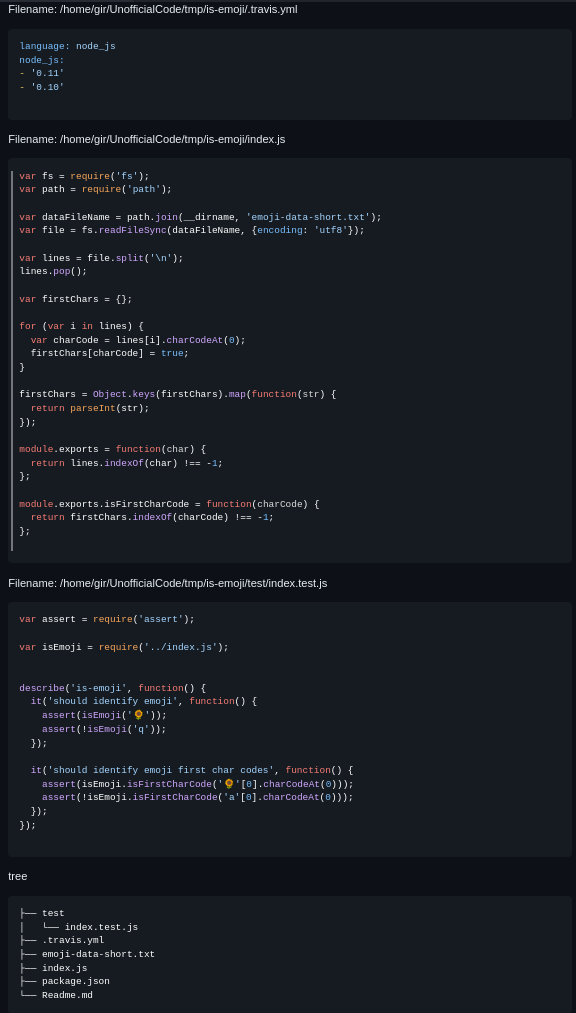 Filename: /home/gir/UnofficialCode/tmp/is-emoji/.travis.yml
language: node_js
node_js:
- '0.11'
- '0.10'
Filename: /home/gir/UnofficialCode/tmp/is-emoji/index.js
var fs = require('fs');
var path = require('path');
var dataFileName = path.join(__dirname, 'emoji-data-short.txt');
var file = fs.readFileSync(dataFileName, {encoding: 'utf8'});
var lines = file.split('\n');
lines.pop();
var firstChars = {};
for (var i in lines) {
  var charCode = lines[i].charCodeAt(0);
  firstChars[charCode] = true;
}
firstChars = Object.keys(firstChars).map(function(str) {
  return parseInt(str);
});
module.exports = function(char) {
  return lines.indexOf(char) !== -1;
};
module.exports.isFirstCharCode = function(charCode) {
  return firstChars.indexOf(charCode) !== -1;
};
Filename: /home/gir/UnofficialCode/tmp/is-emoji/test/index.test.js
var assert = require('assert');
var isEmoji = require('../index.js');
describe('is-emoji', function() {
  it('should identify emoji', function() {
    assert(isEmoji('🌻'));
    assert(!isEmoji('q'));
  });
  it('should identify emoji first char codes', function() {
    assert(isEmoji.isFirstCharCode('🌻'[0].charCodeAt(0)));
    assert(!isEmoji.isFirstCharCode('a'[0].charCodeAt(0)));
  });
});
tree
├── test
│   └── index.test.js
├── .travis.yml
├── emoji-data-short.txt
├── index.js
├── package.json
└── Readme.md